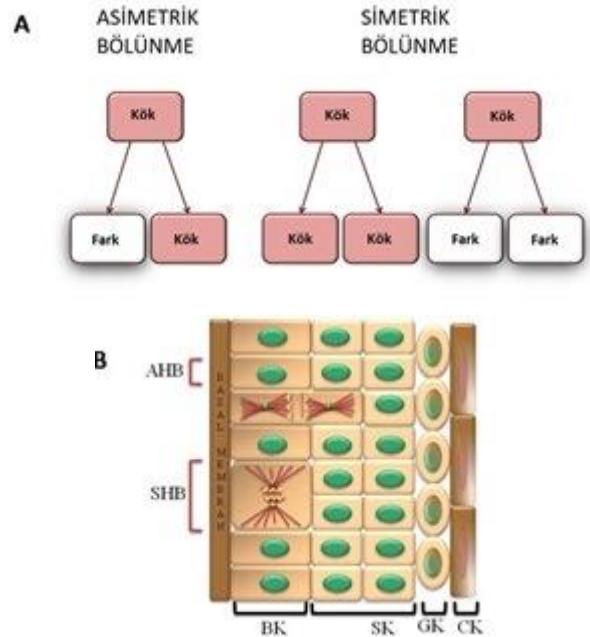 A
ASİMETRİK
BÖLÜNME
SİMETRİK
BÖLÜNME
Kök
Kök
Kök
Fark
Kök
Kök
Kök
Fark
Fark
B
AHB
SHB
BAZAL MEMBRAN
BK
SK
GK
CK